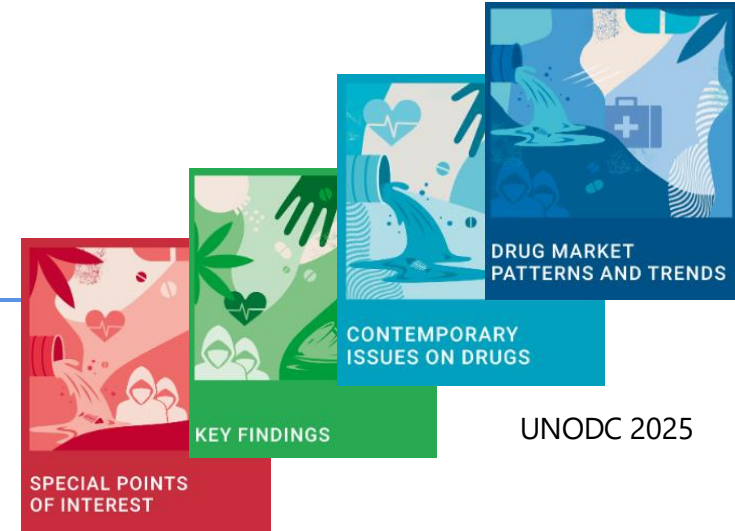 DRUG MARKET
PATTERNS AND TRENDS
CONTEMPORARY
ISSUES ON DRUGS
KEY FINDINGS
UNODC 2025
SPECIAL POINTS
OF INTEREST